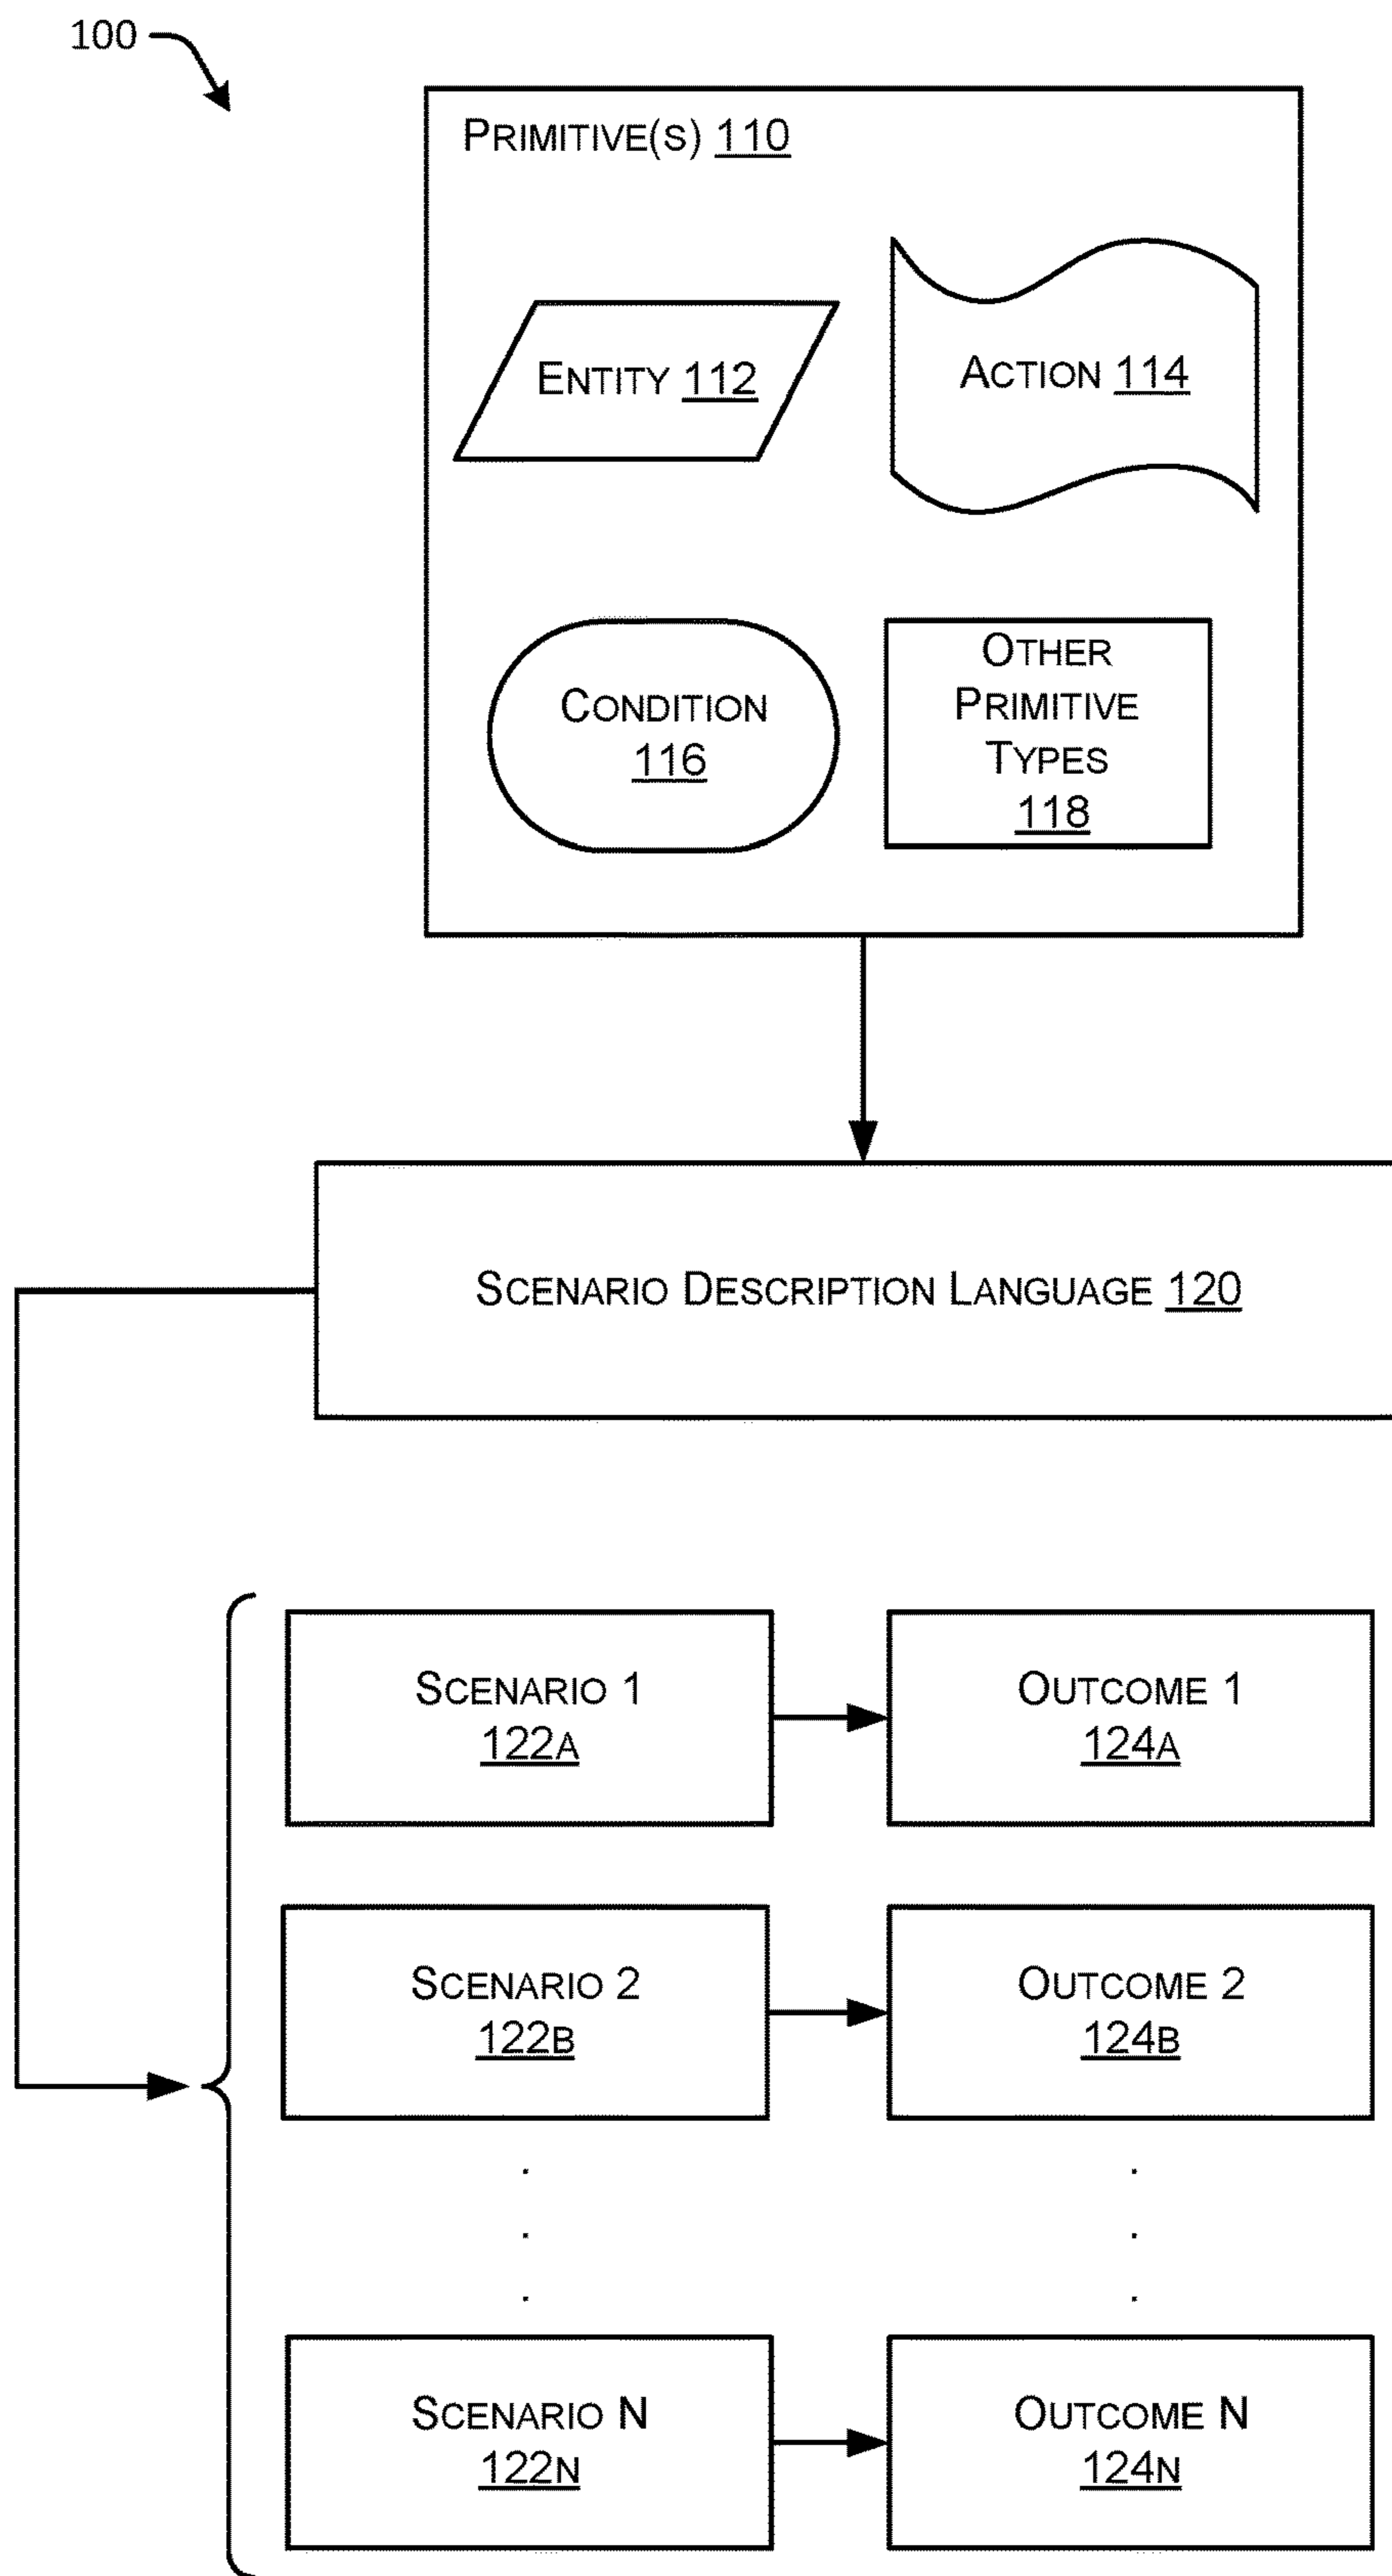 100
PRIMITIVE(S) 110
ENTITY 112
ACTION 114
CONDITION
116
OTHER
PRIMITIVE
TYPES
118
SCENARIO DESCRIPTION LANGUAGE 120
SCENARIO 1
122A
OUTCOME 1
124A
SCENARIO 2
122B
OUTCOME 2
124B
SCENARIO N
122N
OUTCOME N
124N